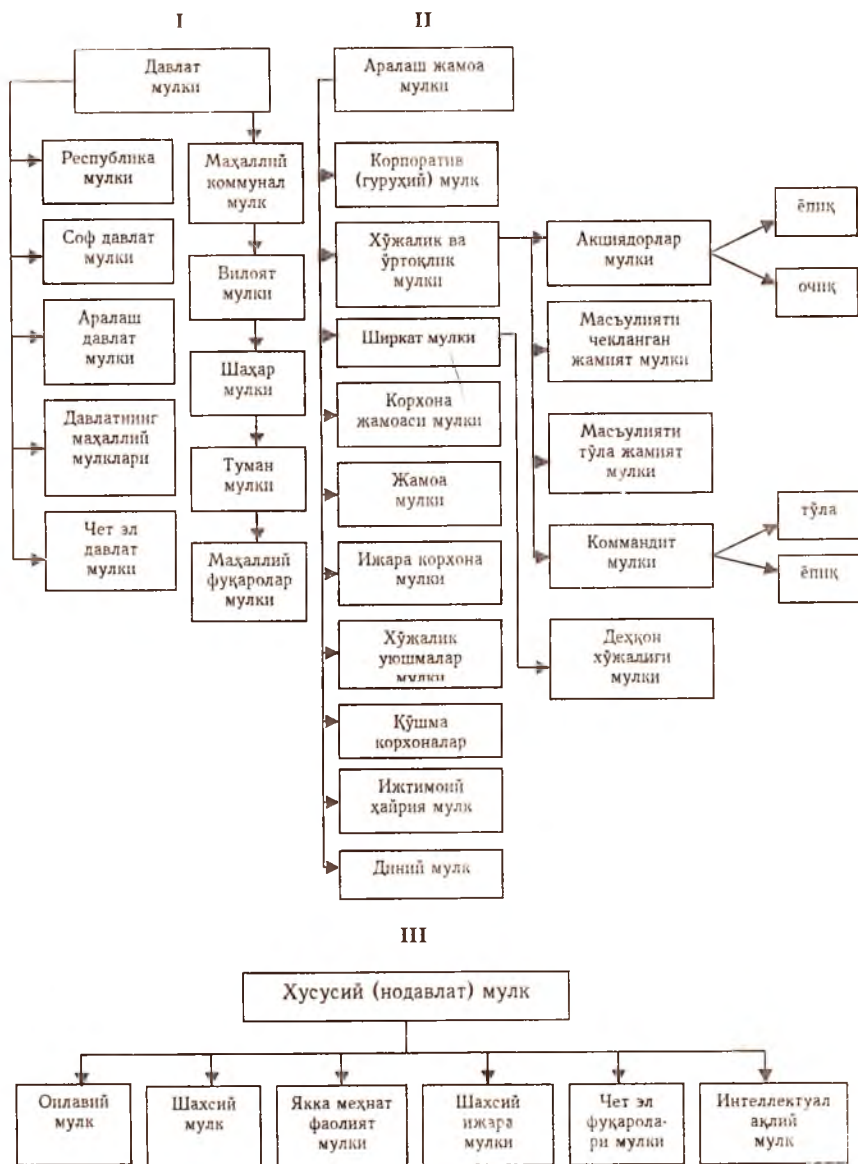 I
Давлат
мулки
Республика
мулки
Соф давлат
мулки
Аралаш
давлат
мулки
Давлатнинг
маҳаллий
мулклари
Чет эл
давлат
мулки
Маҳаллий
коммунал
мулк
Вилоят
мулки
Шаҳар
мулки
Туман
мулки
Маҳаллий
фуқаролар
мулки
II
Аралаш жамоа
мулки
Корпоратив
(гуруҳий) мулк
Хўжалик ва
ўртоқлик
мулки
Ширкат мулки
Корхона
жамоаси мулки
Жамоа
мулки
Ижара корхона
мулки
Хўжалик
уюшмалар
мулки
Қўшма
корхоналар
Ижтимоий
ҳайрия мулк
Диний мулк
Акциядорлар
мулки
Масъулияти
чекланган
жамият мулки
Масъулияти
тўла жамият
мулки
Коммандит
мулки
Деҳқон
хўжалиги
мулки
ёпиқ
очиқ
тўла
ёпиқ
III
Хусусий (нодавлат) мулк
Оилавий
мулк
Шахсий
мулк
Якка меҳнат
фаолият
мулки
Шахсий
ижара
мулки
Чет эл
фуқарола-
ри мулки
Интеллектуал
ақлий
мулк